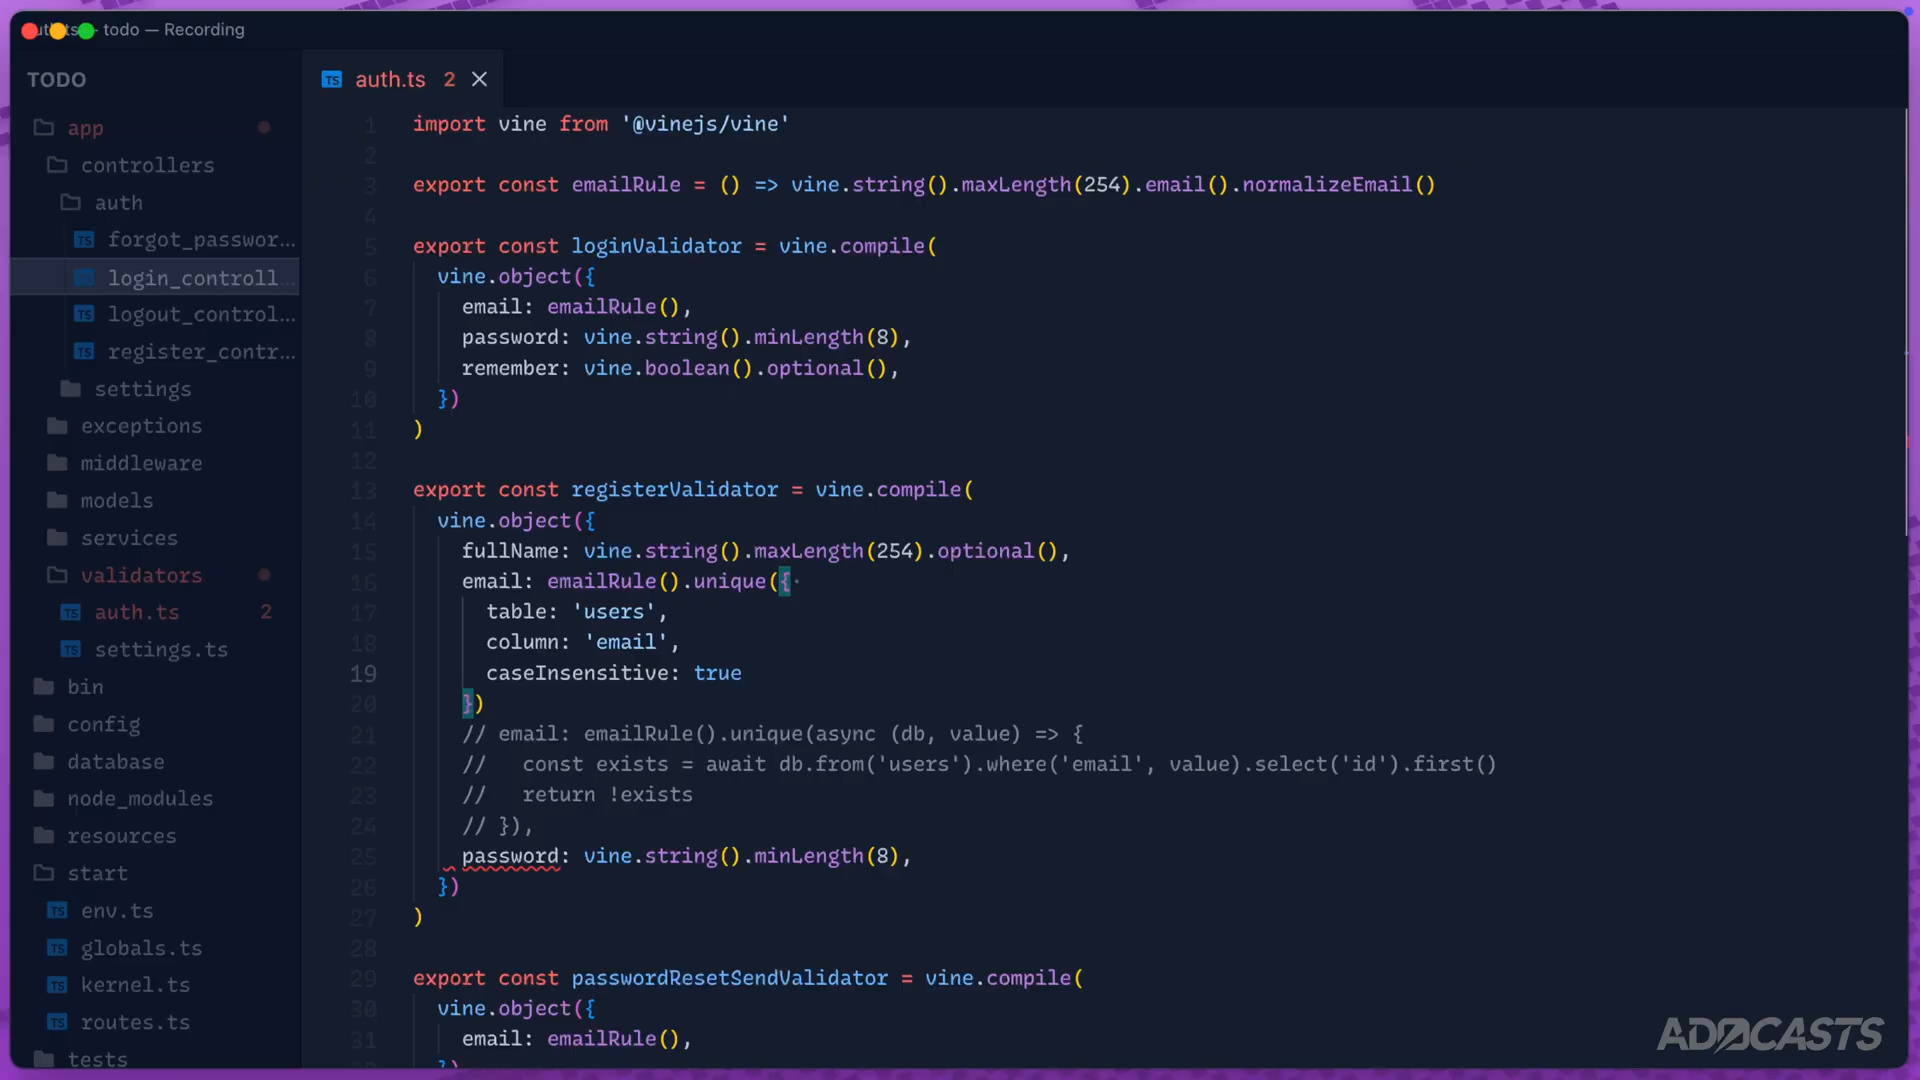 todo — Recording
TODO
auth.ts 2
app
controllers
auth
forgot_passwor...
login_controll...
logout_control...
register_contr...
settings
exceptions
middleware
models
services
validators
auth.ts 2
settings.ts
bin
config
database
node_modules
resources
start
env.ts
globals.ts
kernel.ts
routes.ts
tests
1 import vine from '@vinejs/vine'
2
3 export const emailRule = () => vine.string().maxLength(254).email().normalizeEmail()
4
5 export const loginValidator = vine.compile(
6 vine.object({
7 email: emailRule(),
8 password: vine.string().minLength(8),
9 remember: vine.boolean().optional(),
10 })
11 )
12
13 export const registerValidator = vine.compile(
14 vine.object({
15 fullName: vine.string().maxLength(254).optional(),
16 email: emailRule().unique({
17 table: 'users',
18 column: 'email',
19 caseInsensitive: true
20 })
21 // email: emailRule().unique(async (db, value) => {
22 // const exists = await db.from('users').where('email', value).select('id').first()
23 // return !exists
24 // }),
25 password: vine.string().minLength(8),
26 })
27 )
28
29 export const passwordResetSendValidator = vine.compile(
30 vine.object({
31 email: emailRule(),
})
ADOCASTS